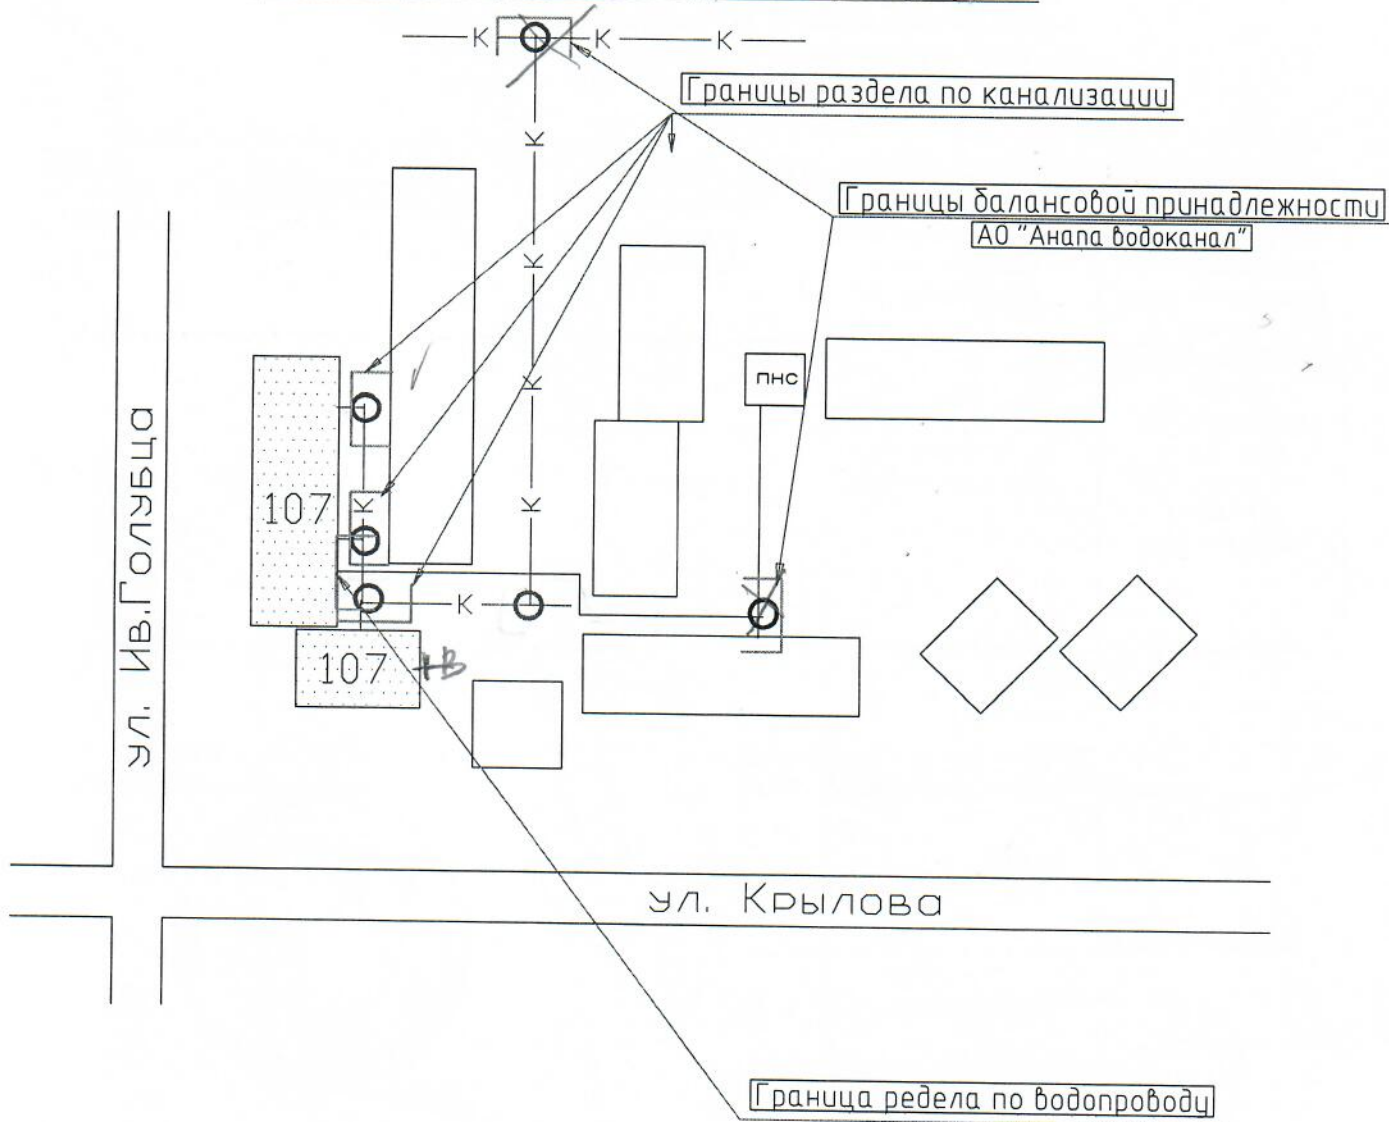 К К К
Границы раздела по канализации
К
Границы балансовой принадлежности
АО "Анапа водоканал"
К
ПНС
К
ул. Ив.Голубца
107
К
К
К
107
В
ул. Крылова
Граница редела по водопроводу